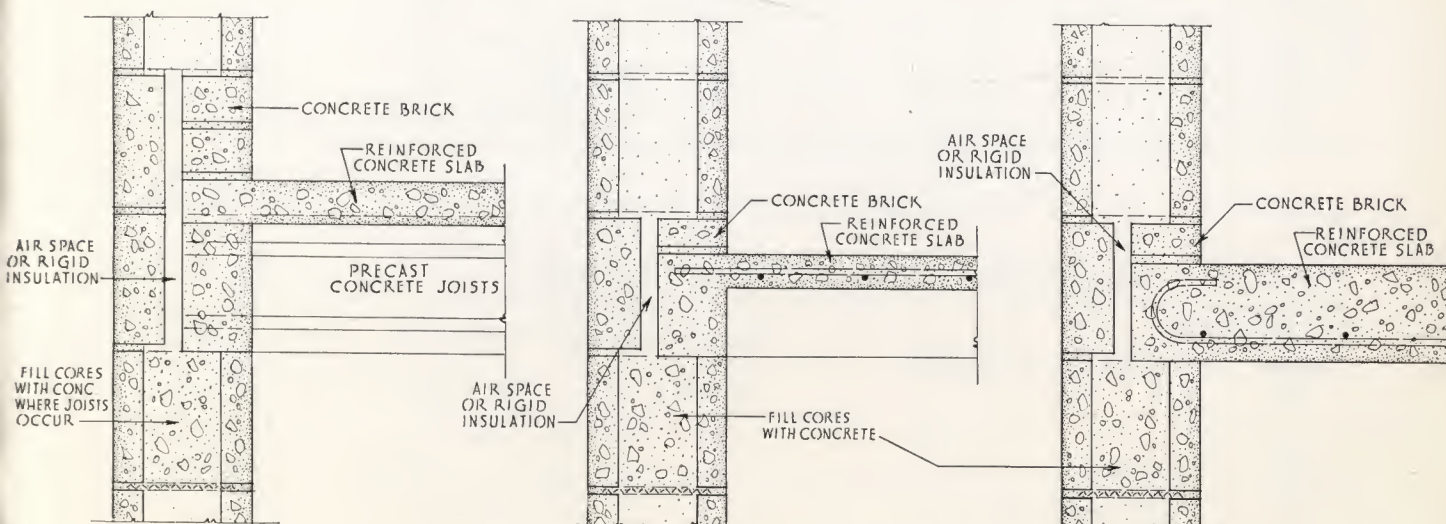 CONCRETE BRICK
REINFORCED
CONCRETE SLAB
AIR SPACE
OR RIGID
INSULATION
PRECAST
CONCRETE JOISTS
FILL CORES
WITH CONC
WHERE JOISTS
OCCUR
CONCRETE BRICK
REINFORCED
CONCRETE SLAB
AIR SPACE
OR RIGID
INSULATION
FILL CORES
WITH CONCRETE
AIR SPACE
OR RIGID
INSULATION
CONCRETE BRICK
REINFORCED
CONCRETE SLAB